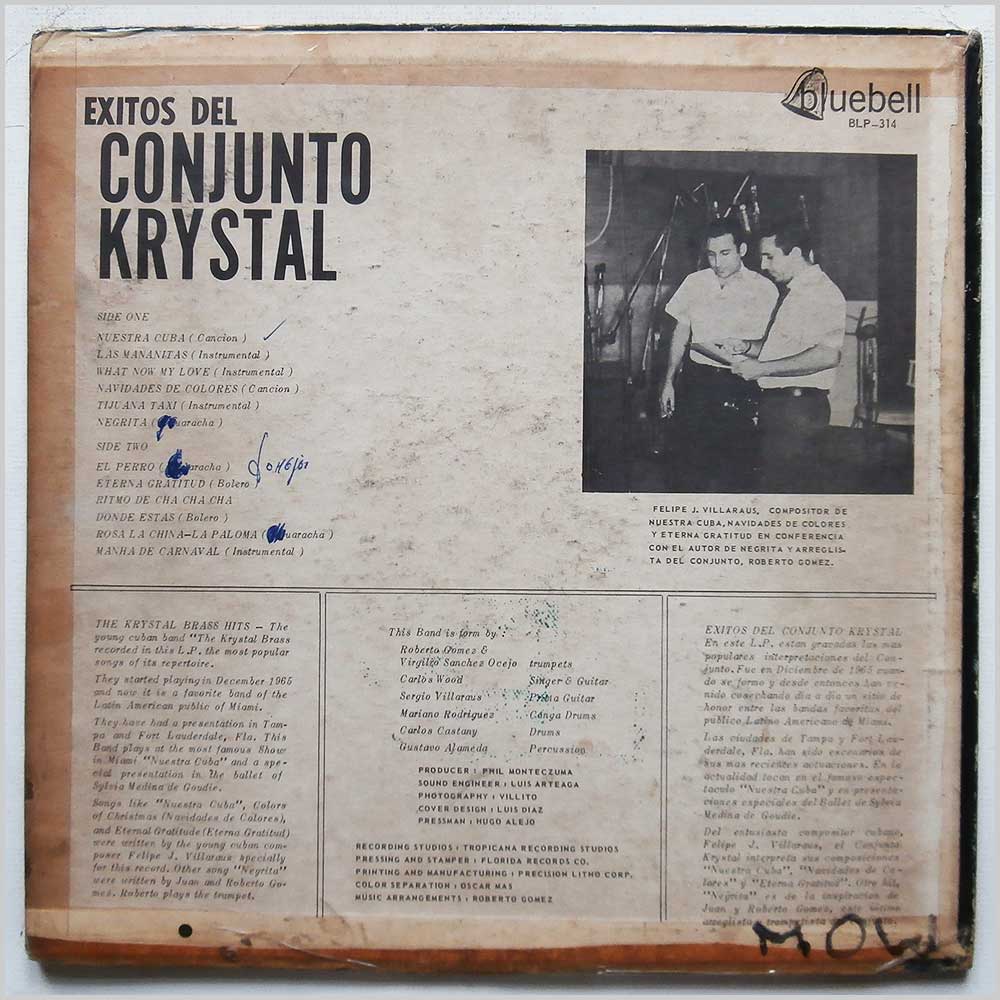 EXITOS DEL
CONJUNTO
KRYSTAL
bluebell
BLP-314
SIDE ONE
NUESTRA CUBA ( Cancion )
LAS MANANITAS ( Instrumental )
WHAT NOW MY LOVE ( Instrumental )
NAVIDADES DE COLORES ( Cancion )
TIJUANA TAXI ( Instrumental )
NEGRITA ( uaracha )
SIDE TWO
EL PERRO ( aracha )
ETERNA GRATITUD ( Bolero
RITMO DE CHA CHA CHA
DONDE ESTAS ( Bolero )
ROSA LA CHINA-LA PALOMA ( uaracha )
MANHA DE CARNAVAL ( Instrumental )
FELIPE J. VILLARAUS, COMPOSITOR DE
NUESTRA CUBA, NAVIDADES DE COLORES
Y ETERNA GRATITUD EN CONFERENCIA
CON EL AUTOR DE NEGRITA Y ARREGLIS-
TA DEL CONJUNTO, ROBERTO GOMEZ.
THE KRYSTAL BRASS HITS - The
young cuban band "The Krystal Brass
recorded in this L.P. the most popular
songs of its repertoire.
They started playing in December 1965
and now it is a favorite band of the
Latin American public of Miami.
They have had a presentation in Tam-
pa and Fort Lauderdale, Fla. This
Band plays at the most famous Show
in Miami "Nuestra Cuba" and a spe-
cial presentation in the ballet of
Sylvia Medina de Goudie.
Songs like "Nuestra Cuba", Colors
of Christmas (Navidades de Colores),
and Eternal Gratitude (Eterna Gratitud)
were written by the young cuban com-
poser Felipe J. Villaraus specially
for this record. Other song "Negrita"
were written by Juan and Roberto Go-
mez. Roberto plays the trumpet.
This Band is form by :
Roberto Gomez &
Virgilio Sanchez Ocejo trumpets
Carlos Wood Singer & Guitar
Sergio Villaraus Prima Guitar
Mariano Rodriguez Conga Drums
Carlos Castany Drums
Gustavo Alameda Percussion
PRODUCER : PHIL MONTECZUMA
SOUND ENGINEER : LUIS ARTEAGA
PHOTOGRAPHY : VILLITO
COVER DESIGN : LUIS DIAZ
PRESSMAN : HUGO ALEJO
RECORDING STUDIOS : TROPICANA RECORDING STUDIOS
PRESSING AND STAMPER : FLORIDA RECORDS CO.
PRINTING AND MANUFACTURING : PRECISION LITHO CORP.
COLOR SEPARATION : OSCAR MAS
MUSIC ARRANGEMENTS : ROBERTO GOMEZ
EXITOS DEL CONJUNTO KRYSTAL
En este L.P. estan gravadas las mas
populares interpretaciones del Con-
junto. Fue en Diciembre de 1965 cuan-
do se formo y desde entonces han ve-
nido cosechando dia a dia un sitio de
honor entre las bandas favoritas del
publico Latino Americano de Miami.
Las ciudades de Tampa y Fort Lau-
derdale, Fla. han sido escenarios de
sus mas recientes actuaciones. En la
actualidad tocan en el famoso espec-
taculo "Nuestra Cuba" y en presenta-
ciones especiales del Ballet de Sylvia
Medina de Goudie.
Del entusiasta compositor cubano,
Felipe J. Villaraus, el Conjunto
Krystal interpreta sus composiciones
"Nuestra Cuba", "Navidades de Co-
lores" y "Eterna Gratitud". Otro hit,
"Negrita" es de la inspiracion de
Juan y Roberto Gomez, este ultimo
arreglista y trompetista